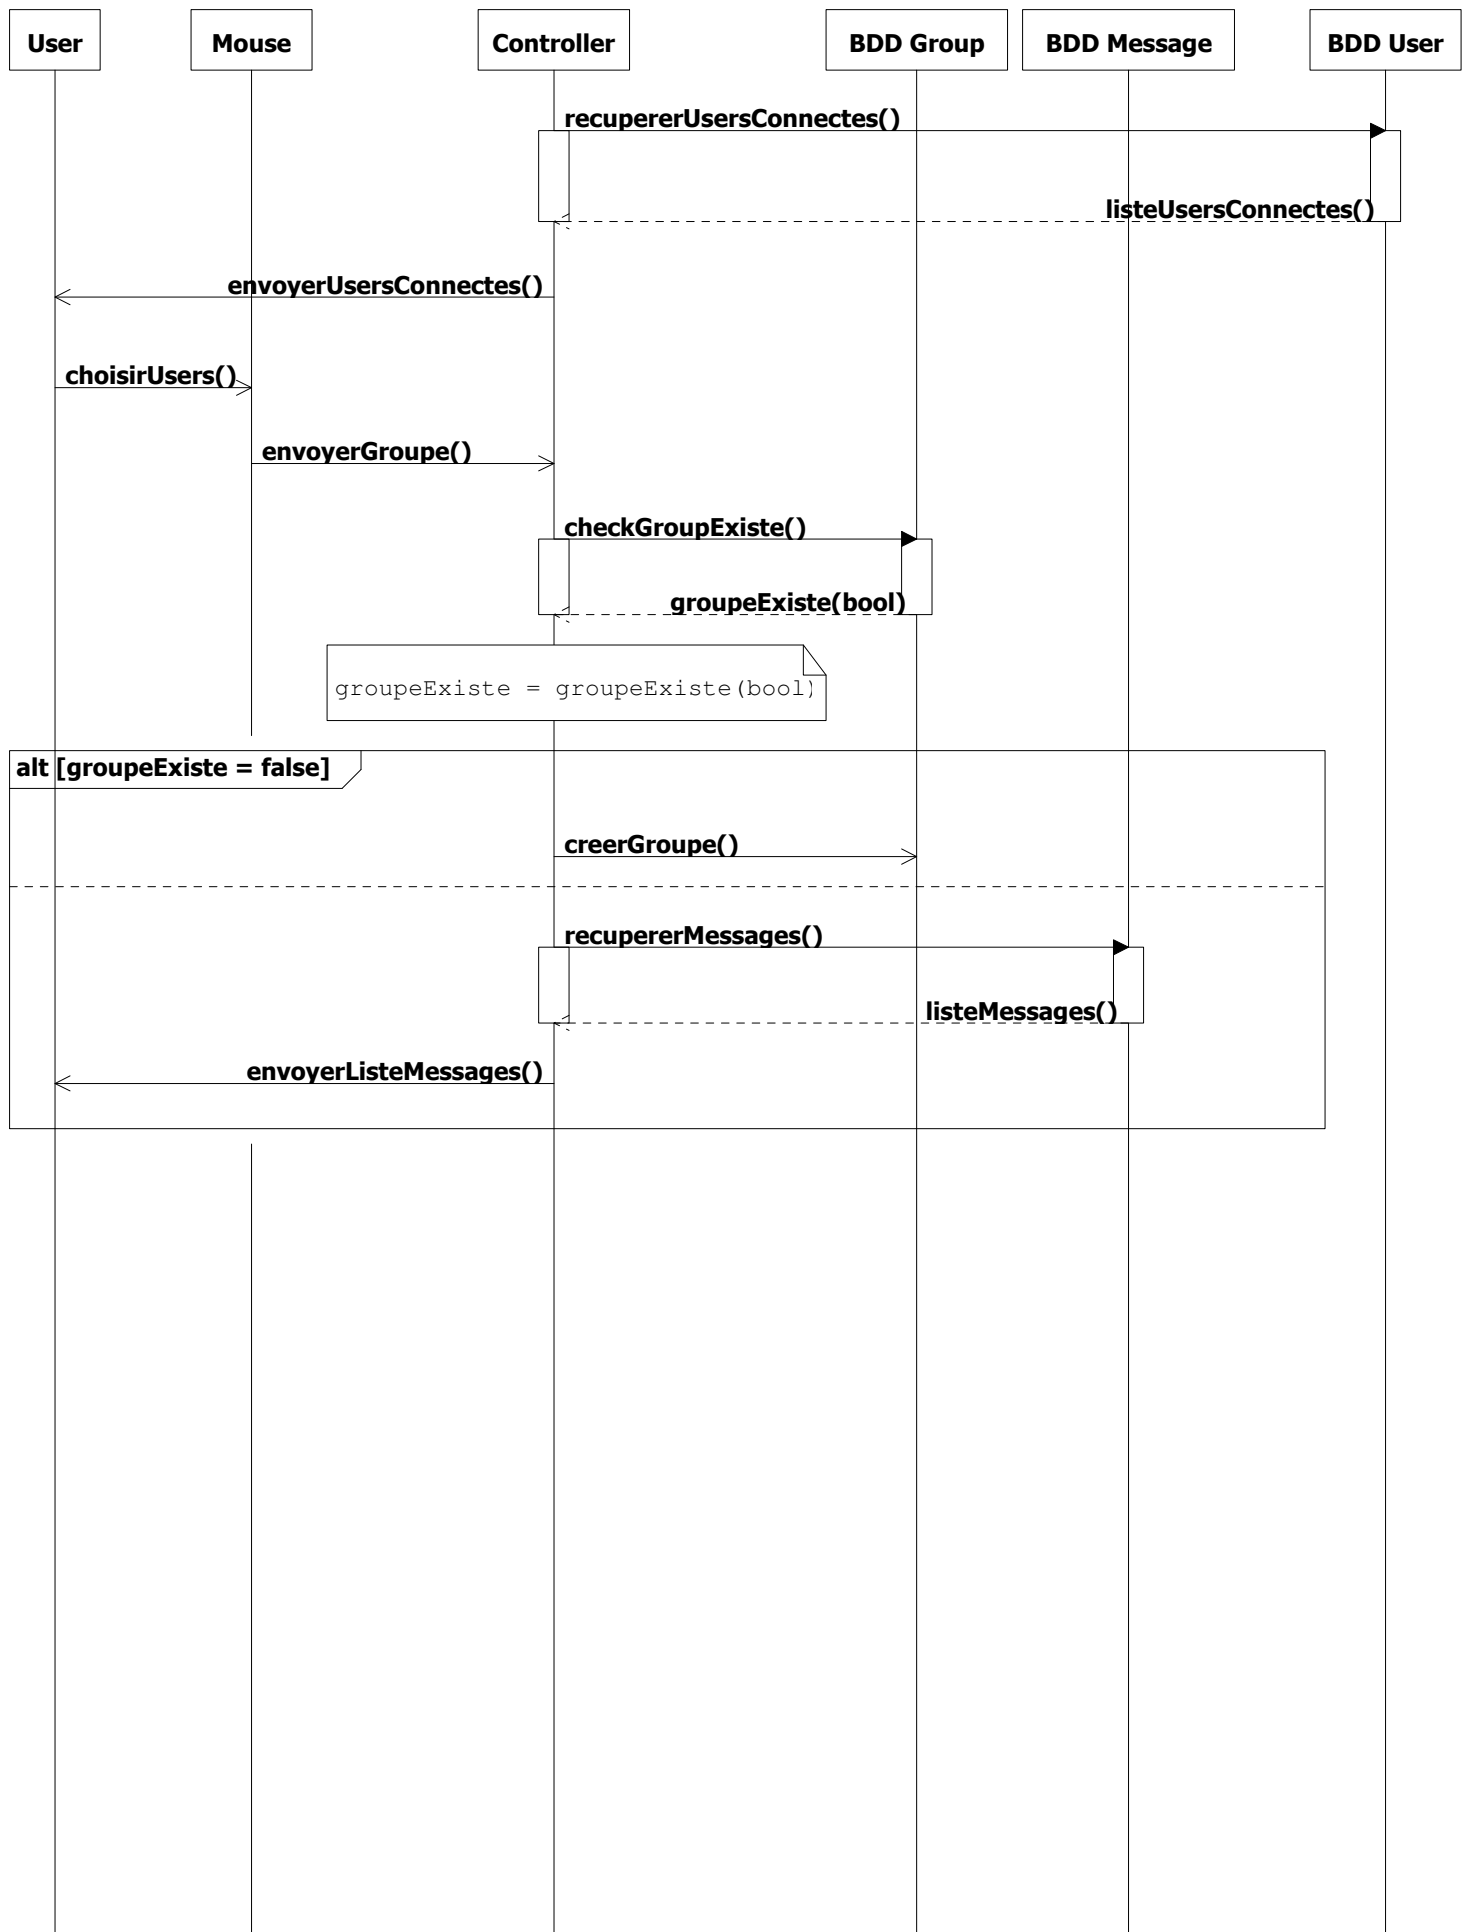 User
Mouse
Controller
BDD Group
BDD Message
BDD User
recupererUsersConnectes()
listeUsersConnectes()
envoyerUsersConnectes()
choisirUsers()
envoyerGroupe()
checkGroupExiste()
groupeExiste(bool)
groupeExiste = groupeExiste(bool)
alt [groupeExiste = false]
creerGroupe()
recupererMessages()
listeMessages()
envoyerListeMessages()